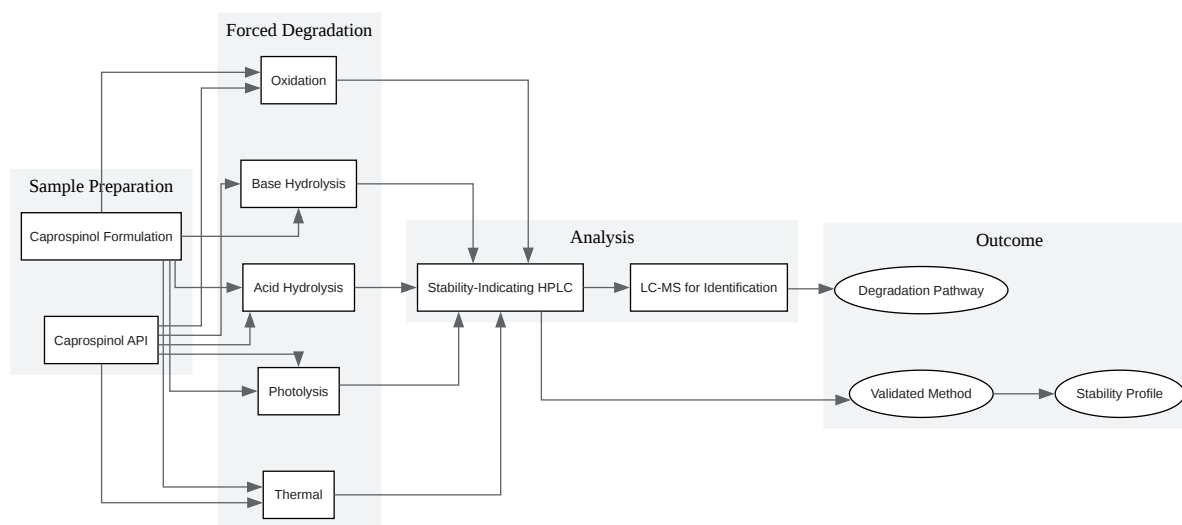 Forced Degradation
Oxidation
Sample Preparation
Base Hydrolysis
Caprospinol Formulation
Analysis
Outcome
Acid Hydrolysis
Stability-Indicating HPLC
LC-MS for Identification
Degradation Pathway
Caprospinol API
Photolysis
Validated Method
Stability Profile
Thermal